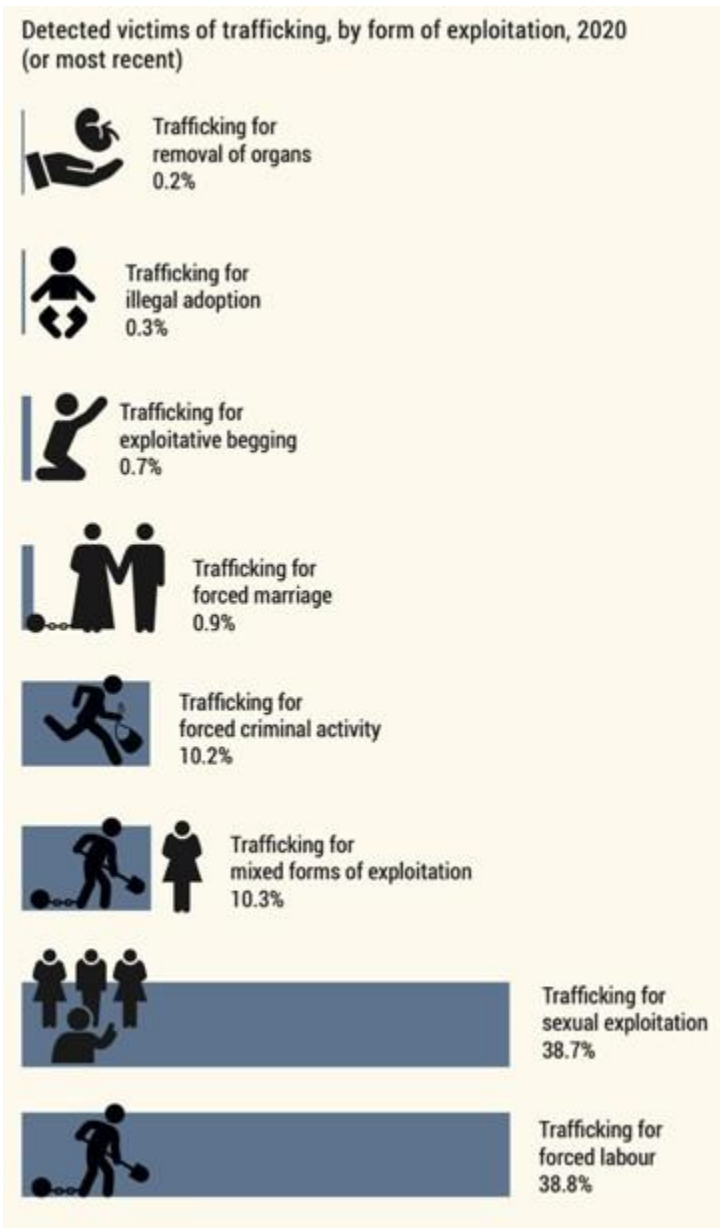 Detected victims of trafficking, by form of exploitation, 2020
(or most recent)
Trafficking for
removal of organs
0.2%
Trafficking for
illegal adoption
0.3%
Trafficking for
exploitative begging
0.7%
Trafficking for
forced marriage
0.9%
Trafficking for
forced criminal activity
10.2%
Trafficking for
mixed forms of exploitation
10.3%
Trafficking for
sexual exploitation
38.7%
Trafficking for
forced labour
38.8%